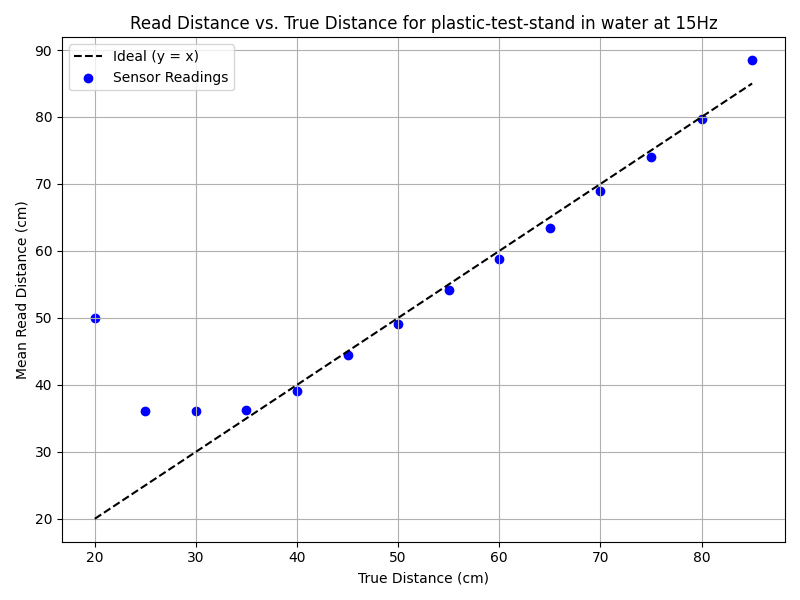 Read Distance vs. True Distance for plastic-test-stand in water at 15Hz
Ideal (y = x)
Sensor Readings
Mean Read Distance (cm)
90
80
70
60
50
40
30
20
20 30 40 50 60 70 80
True Distance (cm)